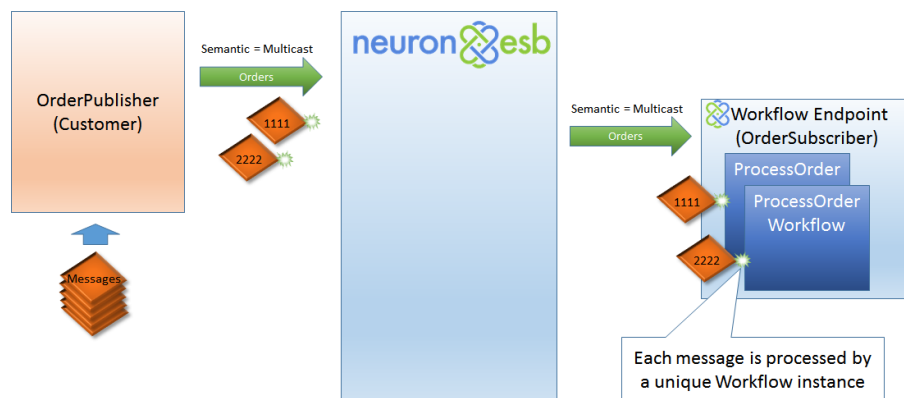 OrderPublisher
(Customer)
Messages
Semantic = Multicast
Orders
1111
2222
neuron esb
Semantic = Multicast
Orders
1111
2222
Workflow Endpoint
(OrderSubscriber)
ProcessOrder
ProcessOrder
Workflow
Each message is processed by
a unique Workflow instance